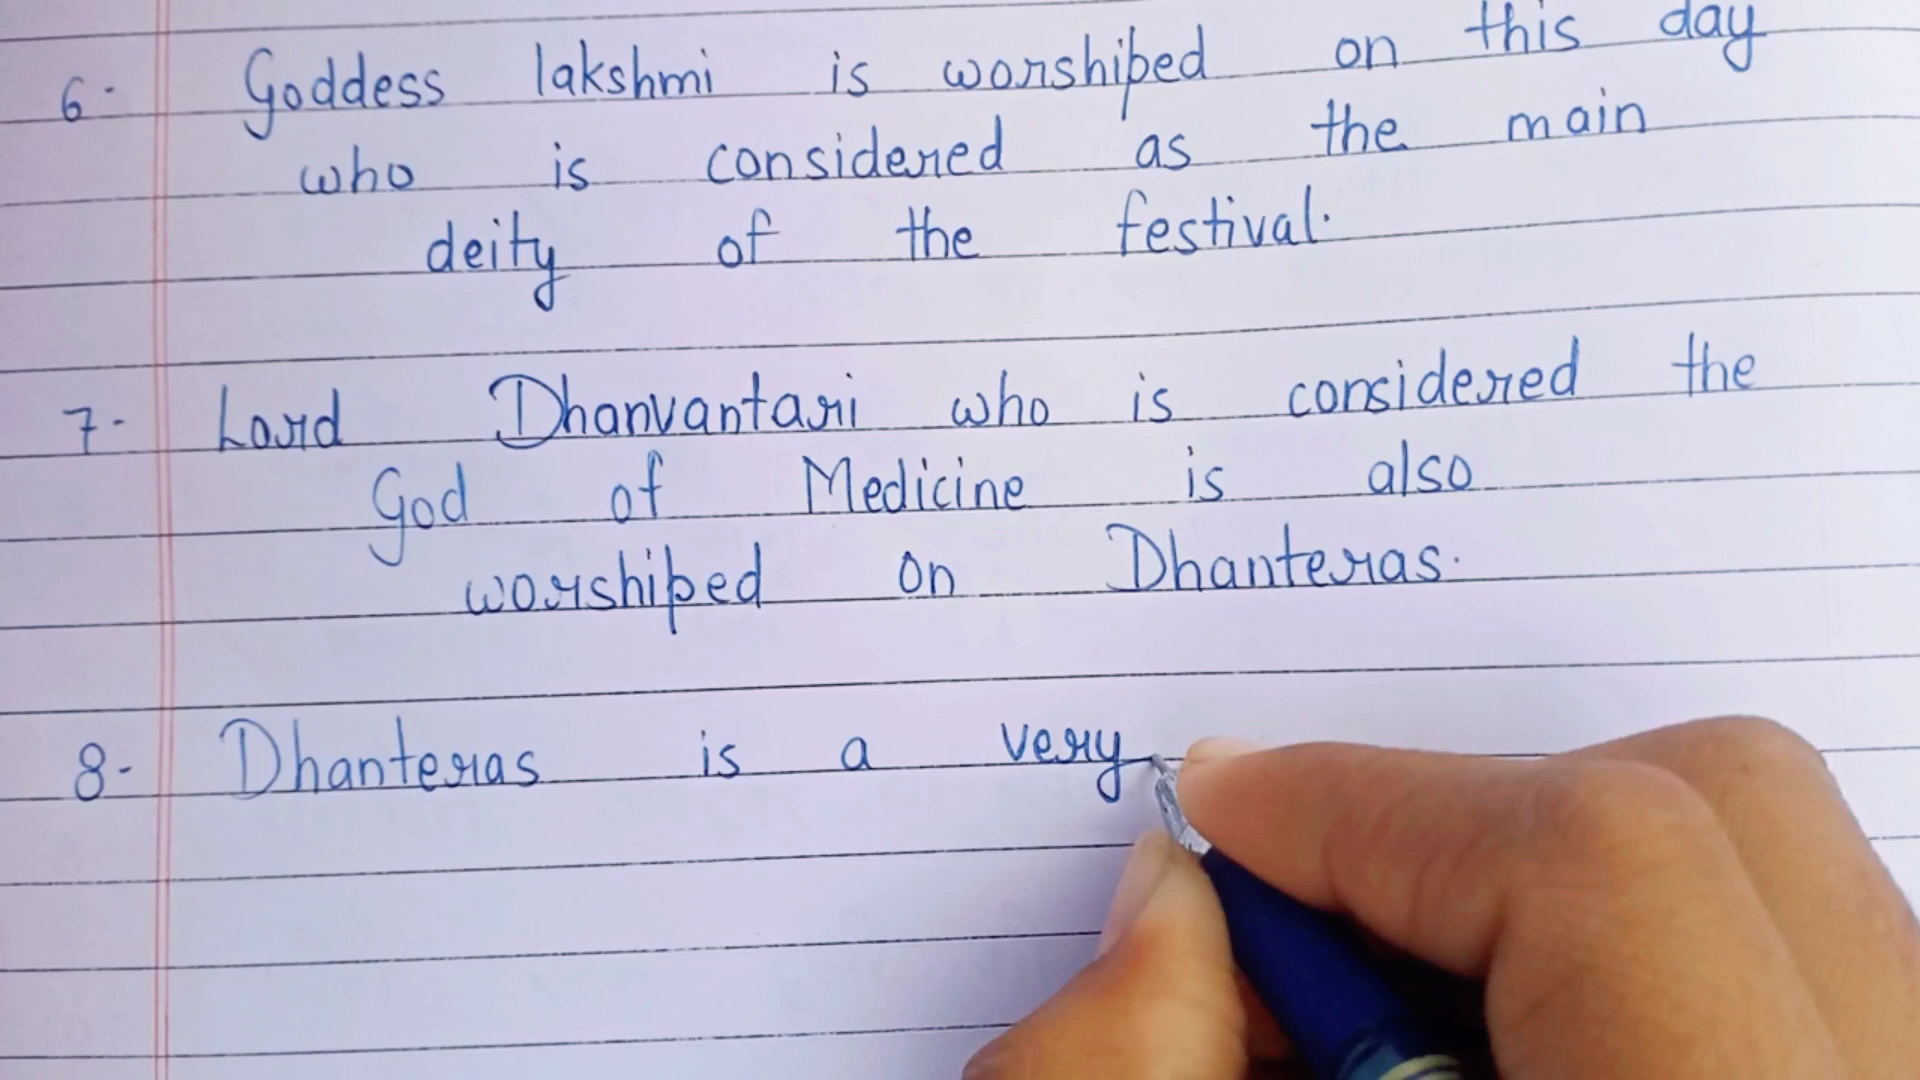 6. Goddess lakshmi is worshiped on this day
who is considered as the main
deity of the festival.
7. Lord Dhanvantari who is considered the
God of Medicine is also
worshiped on Dhanteras.
8- Dhanteras is a very